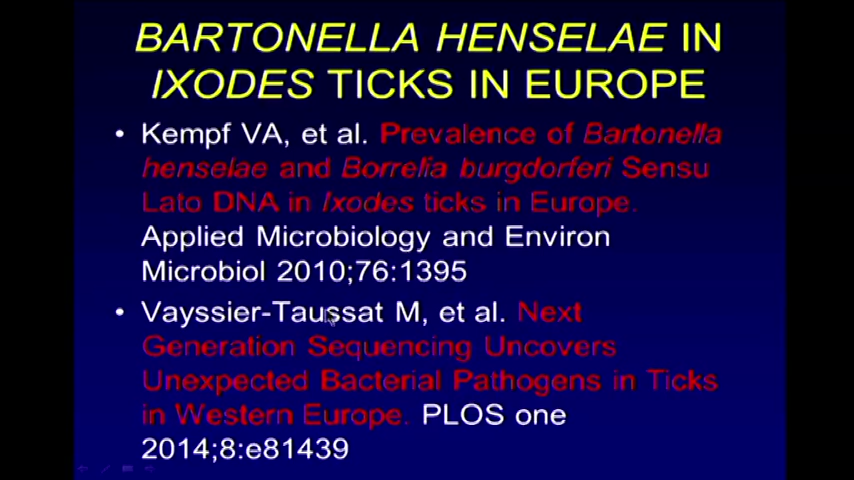 BARTONELLA HENSELAE IN
IXODES TICKS IN EUROPE
• Kempf VA, et al. Prevalence of Bartonella
henselae and Borrelia burgdorferi Sensu
Lato DNA in Ixodes ticks in Europe.
Applied Microbiology and Environ
Microbiol 2010;76:1395
• Vayssier-Taussat M, et al. Next
Generation Sequencing Uncovers
Unexpected Bacterial Pathogens in Ticks
in Western Europe. PLOS one
2014;8:e81439